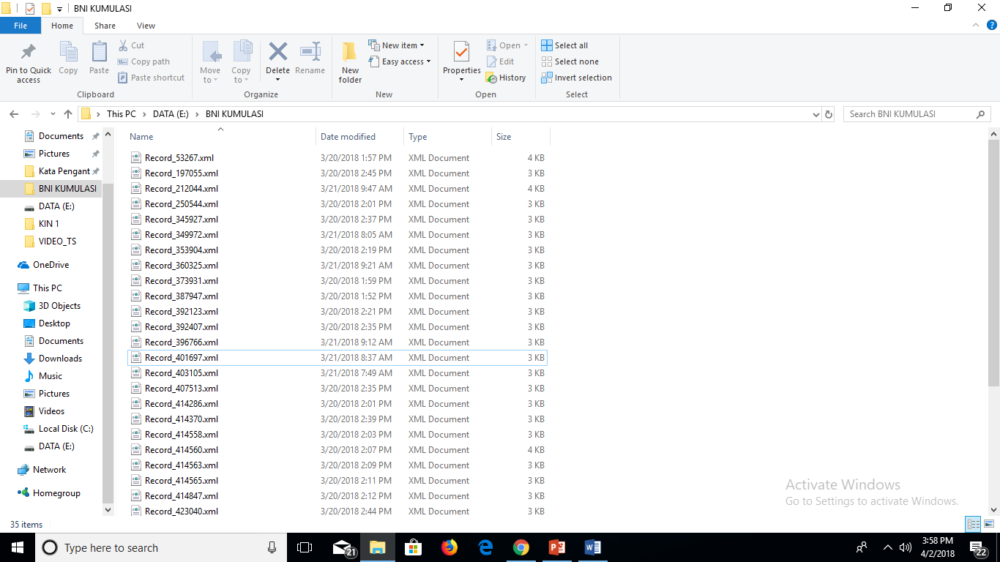 BNI KUMULASI
File Home Share View
Pin to Quick access
Copy
Paste
Cut
Copy path
Paste shortcut
Clipboard
Move to
Copy to
Delete
Rename
Organize
New folder
New item
Easy access
New
Properties
Open
Edit
History
Open
Select all
Select none
Invert selection
Select
This PC > DATA (E:) > BNI KUMULASI
Search BNI KUMULASI
Documents
Pictures
Kata Pengant
BNI KUMULASI
DATA (E:)
KIN 1
VIDEO_TS
OneDrive
This PC
3D Objects
Desktop
Documents
Downloads
Music
Pictures
Videos
Local Disk (C:)
DATA (E:)
Network
Homegroup
Name Date modified Type Size
Record_53267.xml 3/20/2018 1:57 PM XML Document 4 KB
Record_197055.xml 3/20/2018 2:45 PM XML Document 3 KB
Record_212044.xml 3/21/2018 9:47 AM XML Document 4 KB
Record_250544.xml 3/20/2018 2:01 PM XML Document 3 KB
Record_345927.xml 3/20/2018 2:37 PM XML Document 3 KB
Record_349972.xml 3/21/2018 8:05 AM XML Document 3 KB
Record_353904.xml 3/20/2018 2:19 PM XML Document 3 KB
Record_360325.xml 3/21/2018 9:21 AM XML Document 3 KB
Record_373931.xml 3/20/2018 1:59 PM XML Document 3 KB
Record_387947.xml 3/20/2018 1:52 PM XML Document 3 KB
Record_392123.xml 3/20/2018 2:21 PM XML Document 3 KB
Record_392407.xml 3/20/2018 2:35 PM XML Document 3 KB
Record_396766.xml 3/21/2018 9:12 AM XML Document 3 KB
Record_401697.xml 3/21/2018 8:37 AM XML Document 3 KB
Record_403105.xml 3/21/2018 7:49 AM XML Document 3 KB
Record_407513.xml 3/20/2018 2:35 PM XML Document 3 KB
Record_414286.xml 3/20/2018 2:01 PM XML Document 3 KB
Record_414370.xml 3/20/2018 2:39 PM XML Document 3 KB
Record_414558.xml 3/20/2018 2:03 PM XML Document 3 KB
Record_414560.xml 3/20/2018 2:07 PM XML Document 4 KB
Record_414563.xml 3/20/2018 2:09 PM XML Document 3 KB
Record_414565.xml 3/20/2018 2:11 PM XML Document 3 KB
Record_414847.xml 3/20/2018 2:12 PM XML Document 3 KB
Record_423040.xml 3/20/2018 2:44 PM XML Document 3 KB
Activate Windows
Go to Settings to activate Windows.
35 items
Type here to search
21
3:58 PM
4/2/2018
22